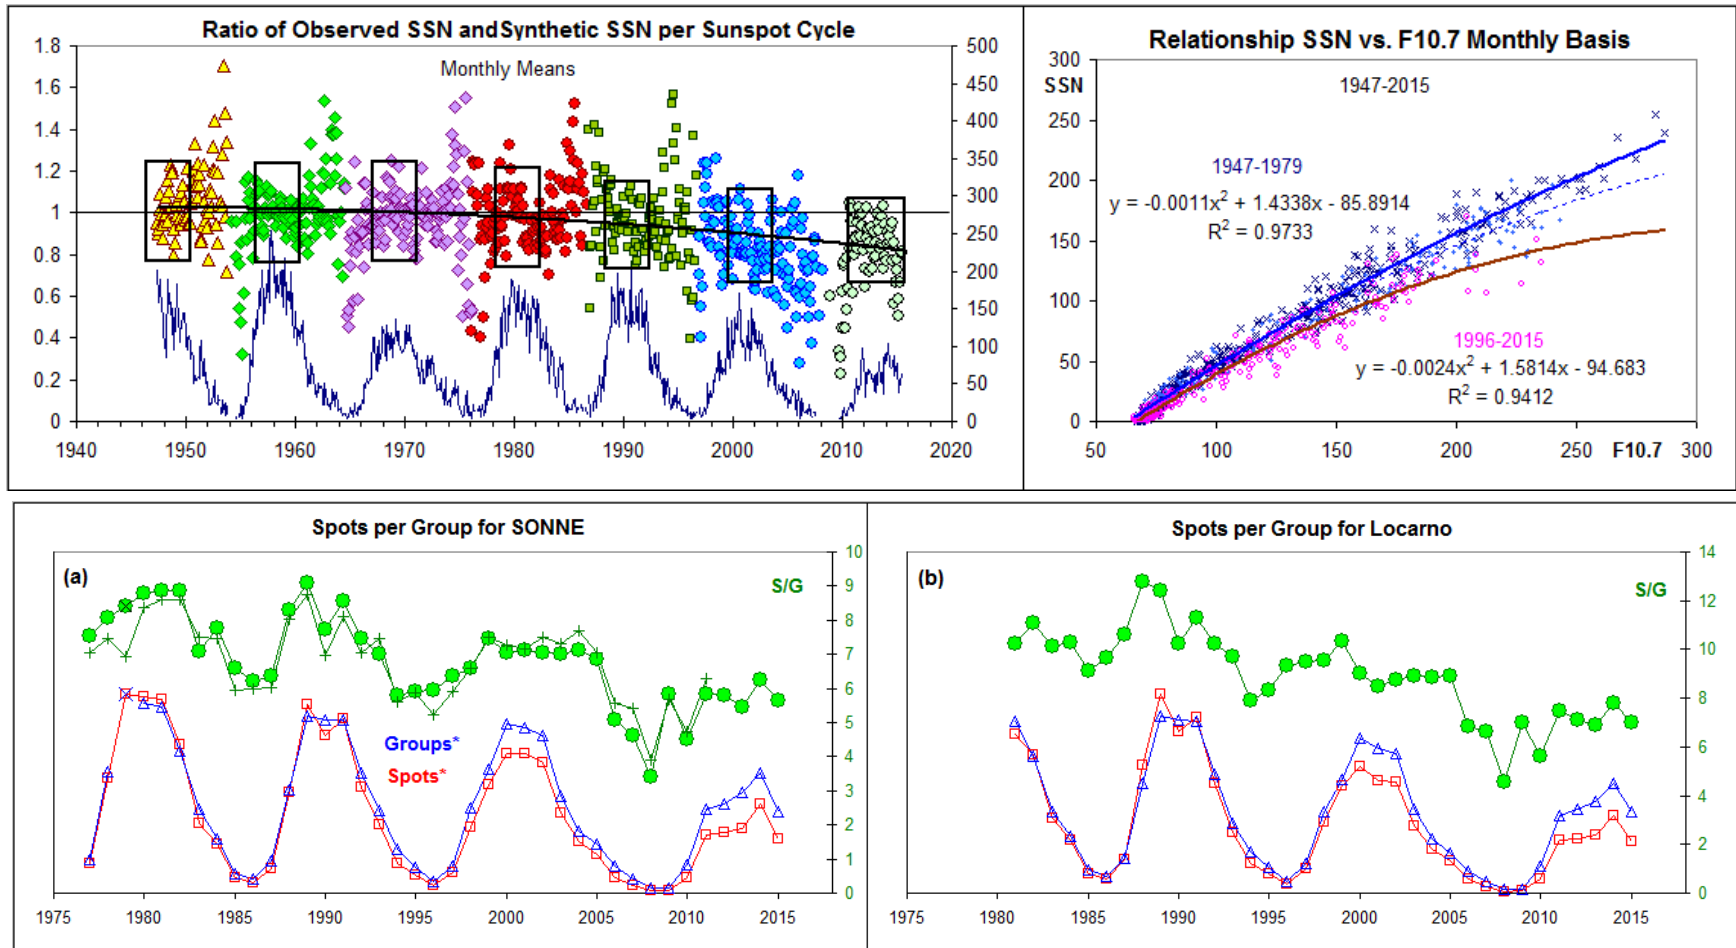 Ratio of Observed SSN and Synthetic SSN per Sunspot Cycle
Monthly Means
1.8
1.6
1.4
1.2
1
0.8
0.6
0.4
0.2
0
500
450
400
350
300
250
200
150
100
50
0
1940 1950 1960 1970 1980 1990 2000 2010 2020
Relationship SSN vs. F10.7 Monthly Basis
300
SSN
250
200
150
100
50
0
1947-2015
1947-1979
y = -0.0011x² + 1.4338x - 85.8914
R² = 0.9733
1996-2015
y = -0.0024x² + 1.5814x - 94.683
R² = 0.9412
50 100 150 200 250 F10.7 300
Spots per Group for SONNE
(a)
S/G
Groups*
Spots*
10
9
8
7
6
5
4
3
2
1
0
1975 1980 1985 1990 1995 2000 2005 2010 2015
Spots per Group for Locarno
(b)
S/G
14
12
10
8
6
4
2
0
1975 1980 1985 1990 1995 2000 2005 2010 2015